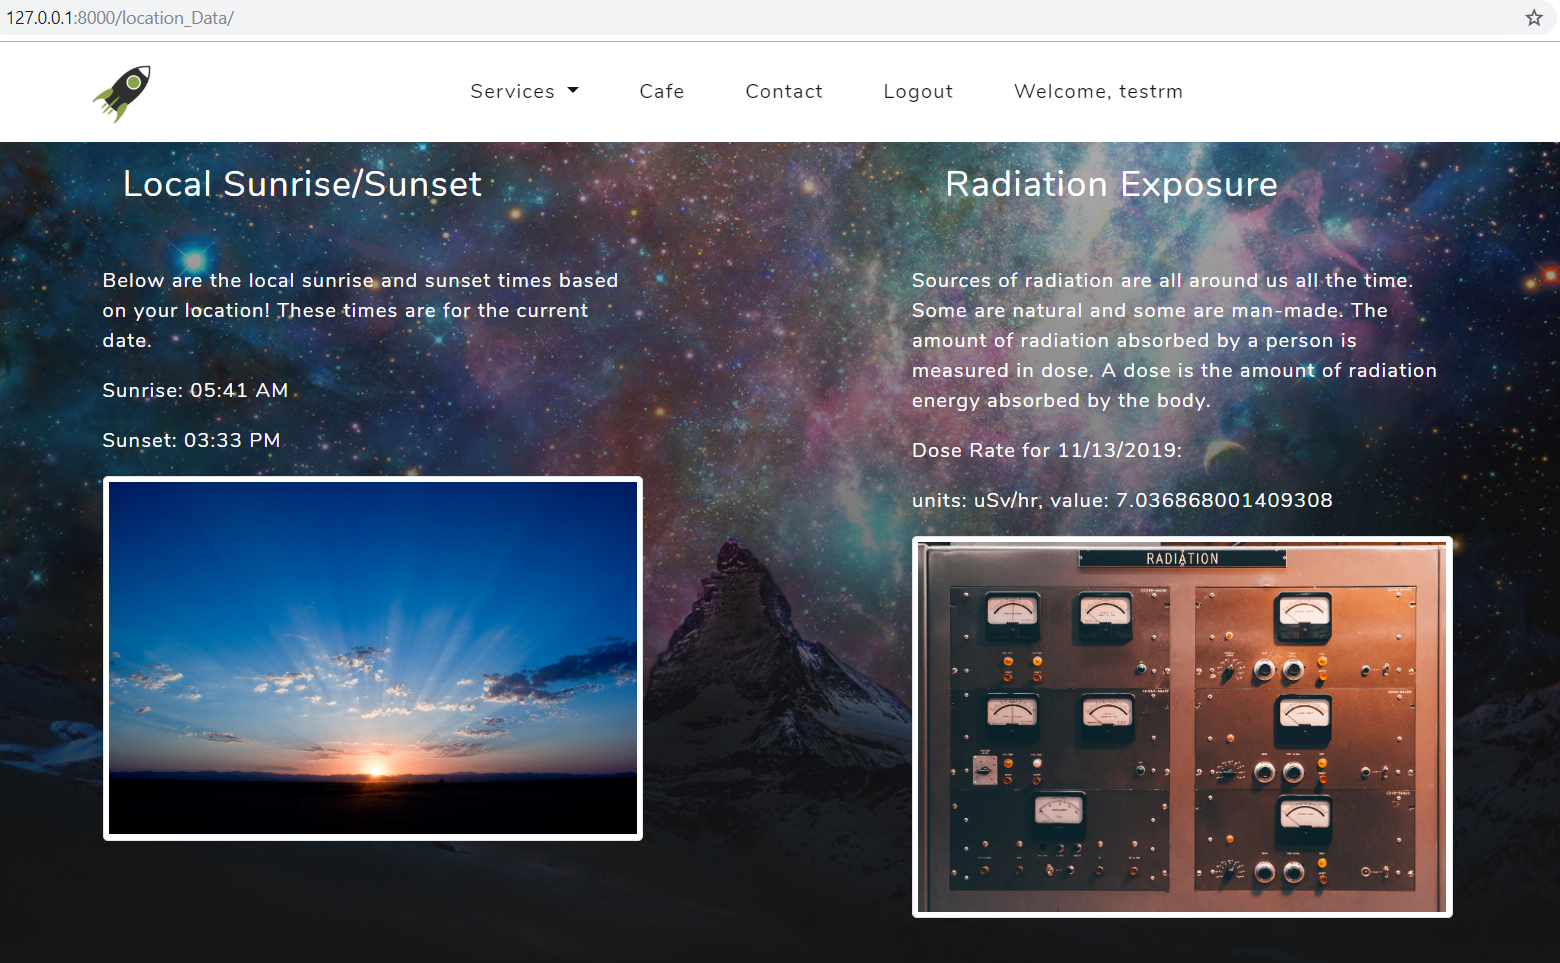 127.0.0.1:8000/location_Data/
Services Cafe Contact Logout Welcome, testrm
Local Sunrise/Sunset
Below are the local sunrise and sunset times based
on your location! These times are for the current
date.
Sunrise: 05:41 AM
Sunset: 03:33 PM
Radiation Exposure
Sources of radiation are all around us all the time.
Some are natural and some are man-made. The
amount of radiation absorbed by a person is
measured in dose. A dose is the amount of radiation
energy absorbed by the body.
Dose Rate for 11/13/2019:
units: uSv/hr, value: 7.036868001409308
RADIATION